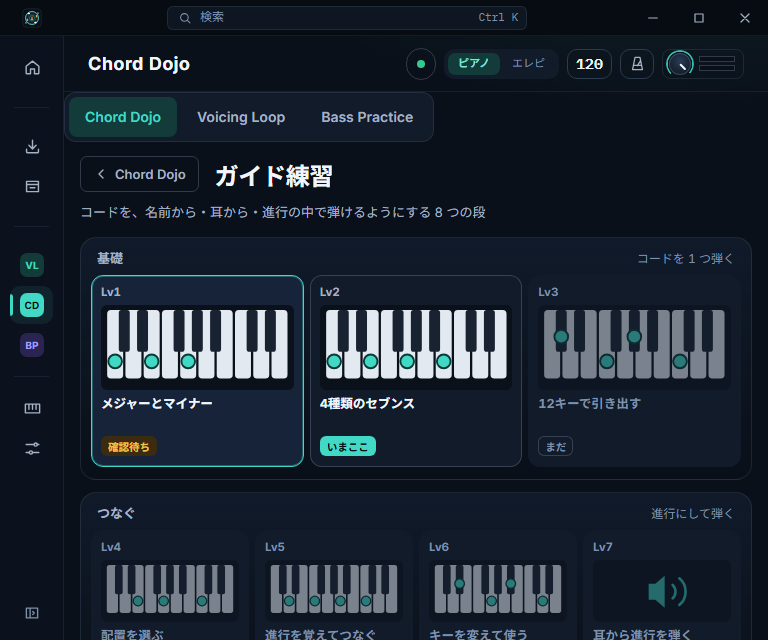 検索
Ctrl K
Chord Dojo
ピアノ
エレピ
120
Chord Dojo
Voicing Loop
Bass Practice
Chord Dojo
ガイド練習
コードを、名前から・耳から・進行の中で弾けるようにする 8 つの段
VL
CD
BP
基礎
コードを 1 つ弾く
Lv1
メジャーとマイナー
確認待ち
Lv2
4種類のセブンス
いまここ
Lv3
12キーで引き出す
まだ
つなぐ
進行にして弾く
Lv4
配置を選ぶ
Lv5
進行を覚えてつなぐ
Lv6
キーを変えて使う
Lv7
耳から進行を弾く